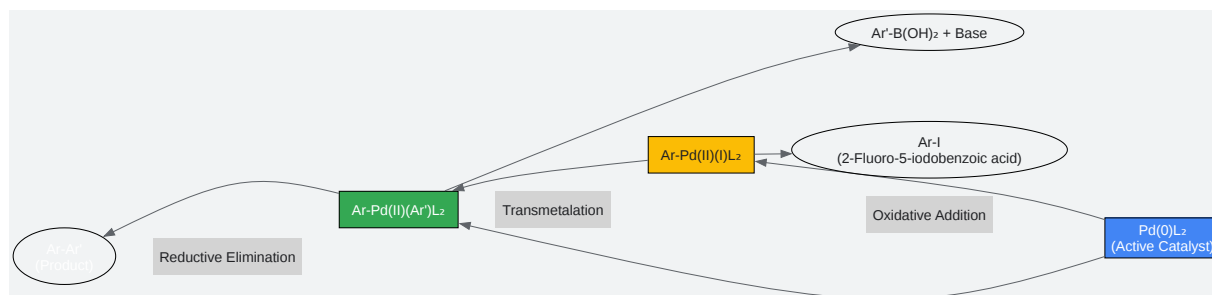 Ar'-B(OH)₂ + Base
Ar-I
(2-Fluoro-5-iodobenzoic acid)
Ar-Pd(II)(I)L₂
Ar-Pd(II)(Ar')L₂
Transmetalation
Oxidative Addition
Pd(0)L₂
(Active Catalyst)
Ar-Ar'
(Product)
Reductive Elimination